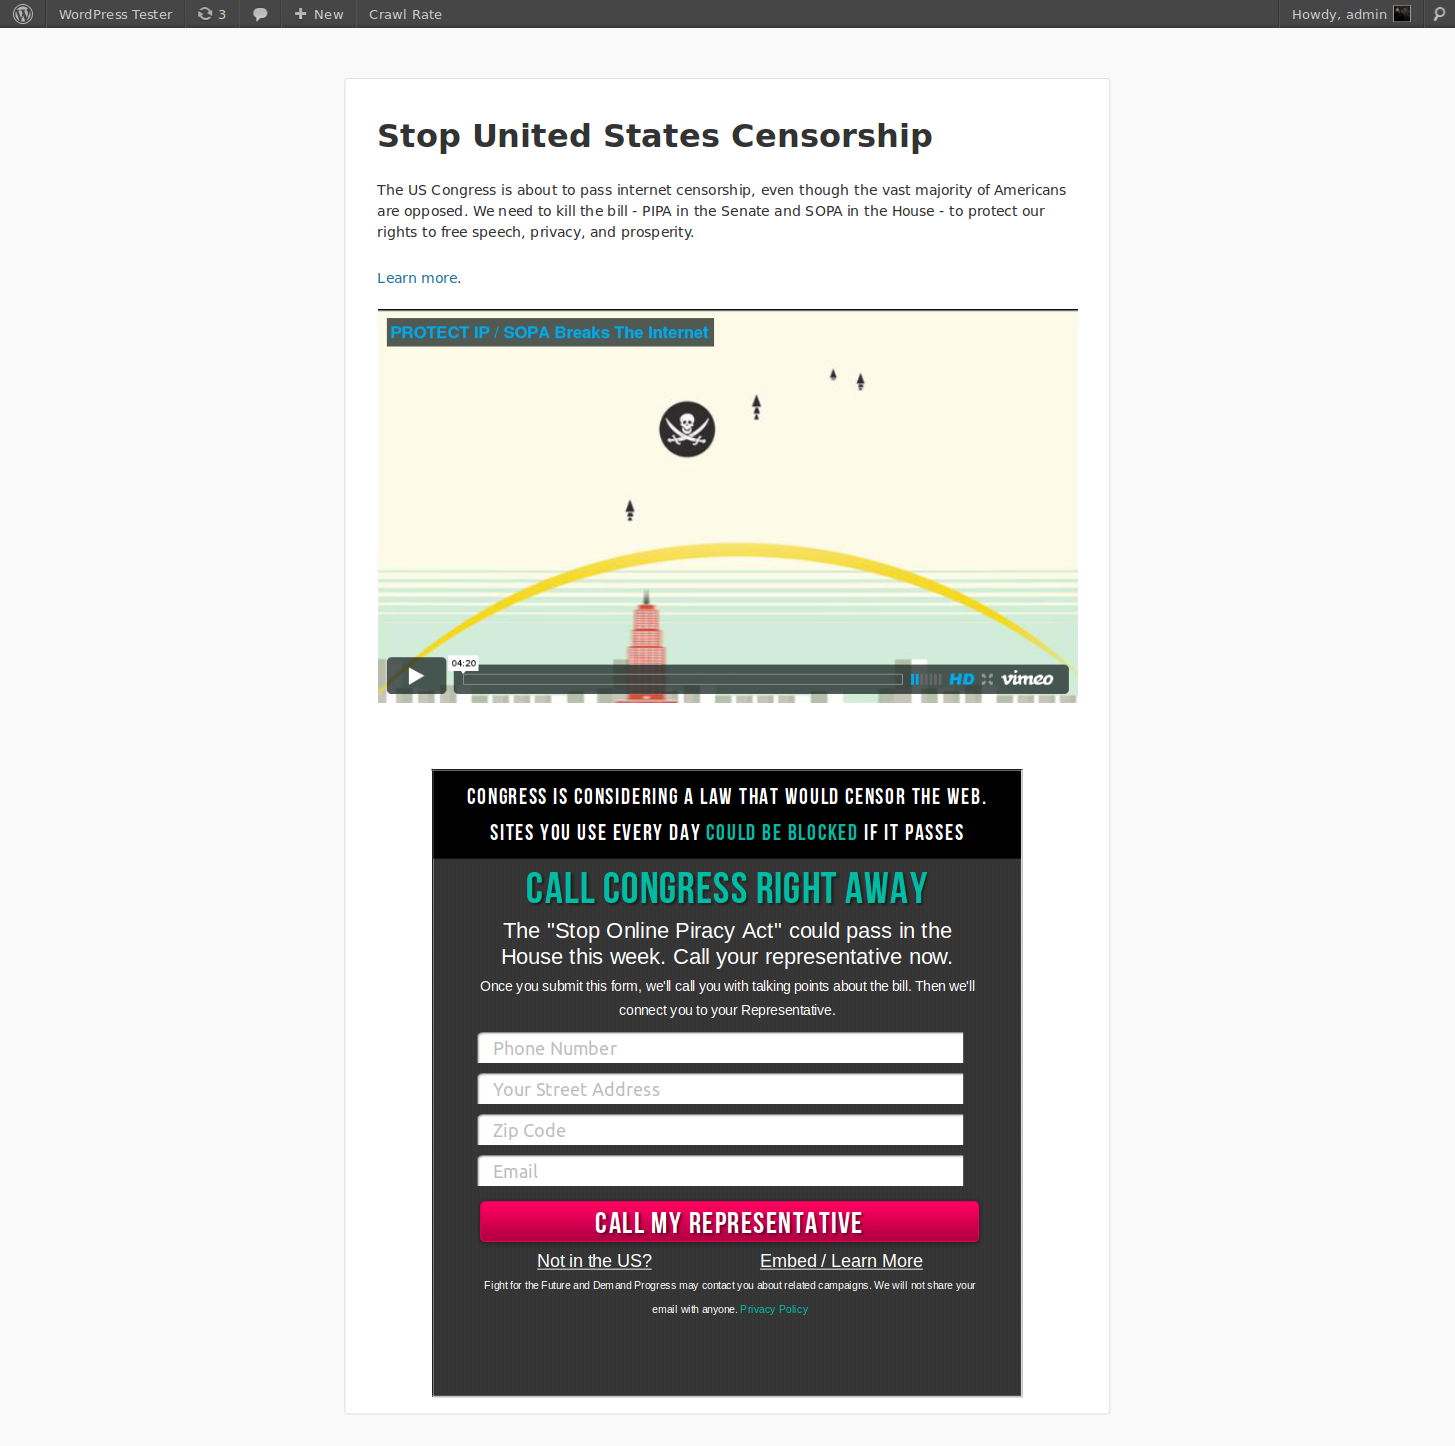 WordPress Tester 3 New Crawl Rate Howdy, admin
Stop United States Censorship
The US Congress is about to pass internet censorship, even though the vast majority of Americans
are opposed. We need to kill the bill - PIPA in the Senate and SOPA in the House - to protect our
rights to free speech, privacy, and prosperity.
Learn more.
PROTECT IP / SOPA Breaks The Internet
04:20
HD vimeo
CONGRESS IS CONSIDERING A LAW THAT WOULD CENSOR THE WEB.
SITES YOU USE EVERY DAY COULD BE BLOCKED IF IT PASSES
CALL CONGRESS RIGHT AWAY
The "Stop Online Piracy Act" could pass in the
House this week. Call your representative now.
Once you submit this form, we'll call you with talking points about the bill. Then we'll
connect you to your Representative.
Phone Number
Your Street Address
Zip Code
Email
CALL MY REPRESENTATIVE
Not in the US? Embed / Learn More
Fight for the Future and Demand Progress may contact you about related campaigns. We will not share your
email with anyone. Privacy Policy